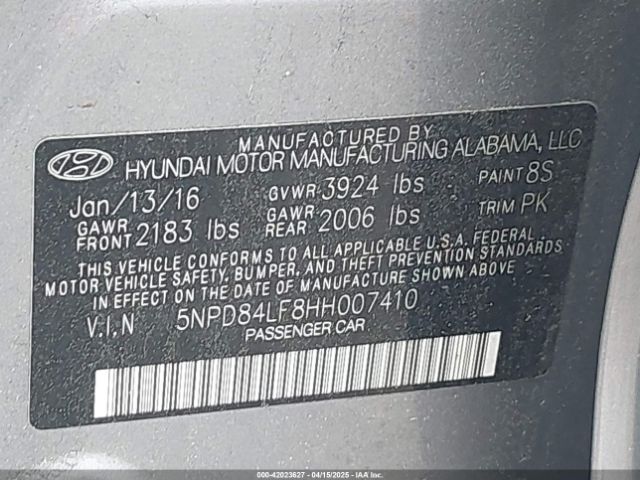 MANUFACTURED BY
HYUNDAI MOTOR MANUFACTURING ALABAMA, LLC
Jan/13/16 GVWR 3924 lbs PAINT 8S
GAWR FRONT 2183 lbs GAWR REAR 2006 lbs TRIM PK
THIS VEHICLE CONFORMS TO ALL APPLICABLE U.S.A. FEDERAL
MOTOR VEHICLE SAFETY, BUMPER, AND THEFT PREVENTION STANDARDS
IN EFFECT ON THE DATE OF MANUFACTURE SHOWN ABOVE
V.I.N 5NPD84LF8HH007410
PASSENGER CAR
000-42023627 - 04/15/2025 - IAAI.COM